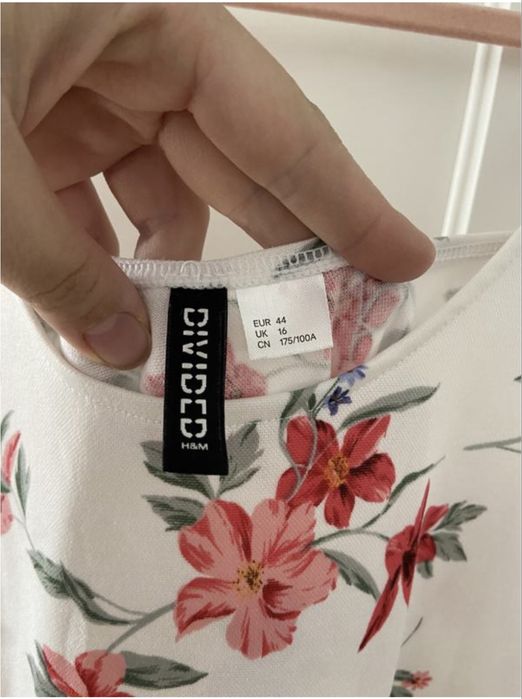 DIVIDED
H&M
EUR 44
UK 16
CN 175/100A